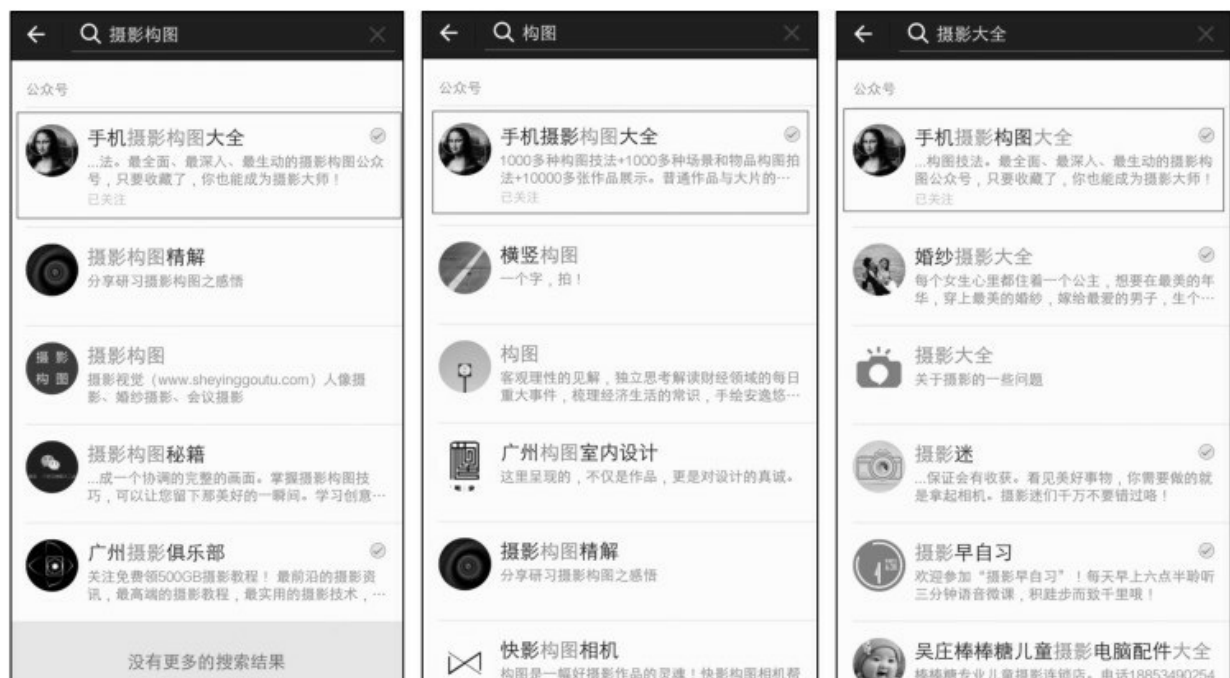 摄影构图
公众号
手机摄影构图大全
...法。最全面、最深入、最生动的摄影构图公众
号，只要收藏了，你也能成为摄影大师！
已关注
摄影构图精解
分享研习摄影构图之感悟
摄影
构图
摄影构图
摄影视觉（www.sheyinggoutu.com）人像摄
影、婚纱摄影、会议摄影
摄影构图秘籍
...成一个协调的完整的画面。掌握摄影构图技
巧，可以让您留下那美好的一瞬间。学习创意…
广州摄影俱乐部
关注免费领500GB摄影教程！ 最前沿的摄影资
讯，最高端的摄影教程，最实用的摄影技术，…
没有更多的搜索结果
构图
公众号
手机摄影构图大全
1000多种构图技法+1000多种场景和物品构图拍
法+10000多张作品展示。普通作品与大片的…
已关注
横竖构图
一个字，拍！
构图
客观理性的见解，独立思考解读财经领域的每日
重大事件，梳理经济生活的常识，手绘安逸悠…
广州构图室内设计
这里呈现的，不仅是作品，更是对设计的真诚。
摄影构图精解
分享研习摄影构图之感悟
快影构图相机
构图是一幅好摄影作品的灵魂！快影构图相机帮
摄影大全
公众号
手机摄影构图大全
...构图技法。最全面、最深入、最生动的摄影构
图公众号，只要收藏了，你也能成为摄影大师！
已关注
婚纱摄影大全
每个女生心里都住着一个公主，想要在最美的年
华，穿上最美的婚纱，嫁给最爱的男子，生个…
摄影大全
关于摄影的一些问题
摄影迷
...保证会有收获。看见美好事物，你需要做的就
是拿起相机。摄影迷们千万不要错过咯！
摄影早自习
欢迎参加“摄影早自习”！每天早上六点半聆听
三分钟语音微课，积跬步而致千里哦！
吴庄棒棒糖儿童摄影电脑配件大全
棒棒糖专业儿童摄影连锁店。电话18853490254